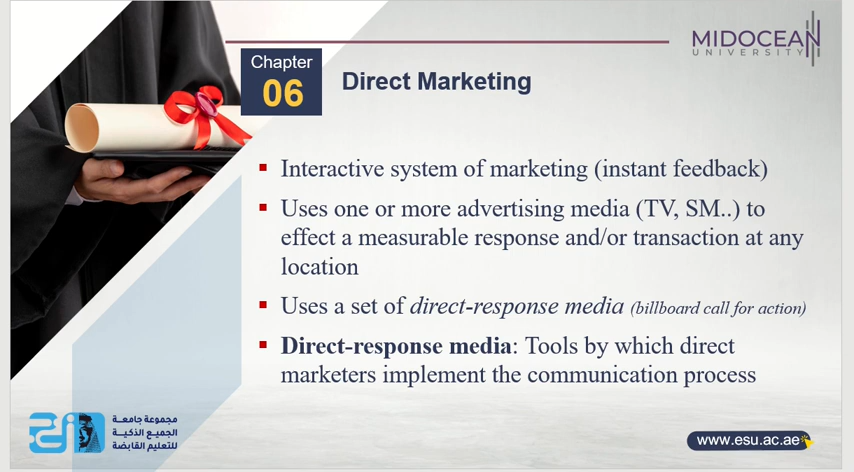 MIDOCEAN
UNIVERSITY
Chapter
06
Direct Marketing
Interactive system of marketing (instant feedback)
Uses one or more advertising media (TV, SM..) to
effect a measurable response and/or transaction at any
location
Uses a set of direct-response media (billboard call for action)
Direct-response media: Tools by which direct
marketers implement the communication process
مجموعة جامعة
الجميع الذكية
للتعليم القابضة
www.esu.ac.ae